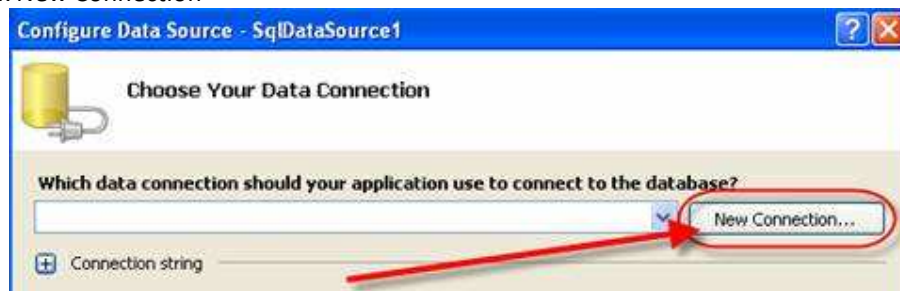 New Connection
Configure Data Source - SqlDataSource1
Choose Your Data Connection
Which data connection should your application use to connect to the database?
New Connection...
Connection string